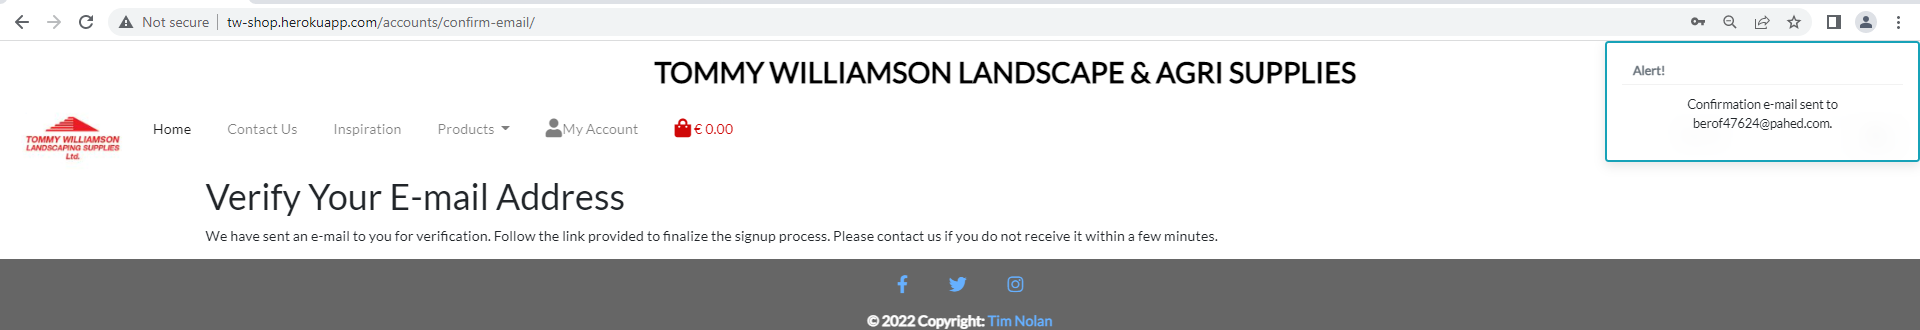 Not secure | tw-shop.herokuapp.com/accounts/confirm-email/
TOMMY WILLIAMSON LANDSCAPE & AGRI SUPPLIES
Alert!
Confirmation e-mail sent to
berof47624@pahed.com.
TOMMY WILLIAMSON
LANDSCAPING SUPPLIES
Ltd.
Home Contact Us Inspiration Products My Account € 0.00
Verify Your E-mail Address
We have sent an e-mail to you for verification. Follow the link provided to finalize the signup process. Please contact us if you do not receive it within a few minutes.
© 2022 Copyright: Tim Nolan